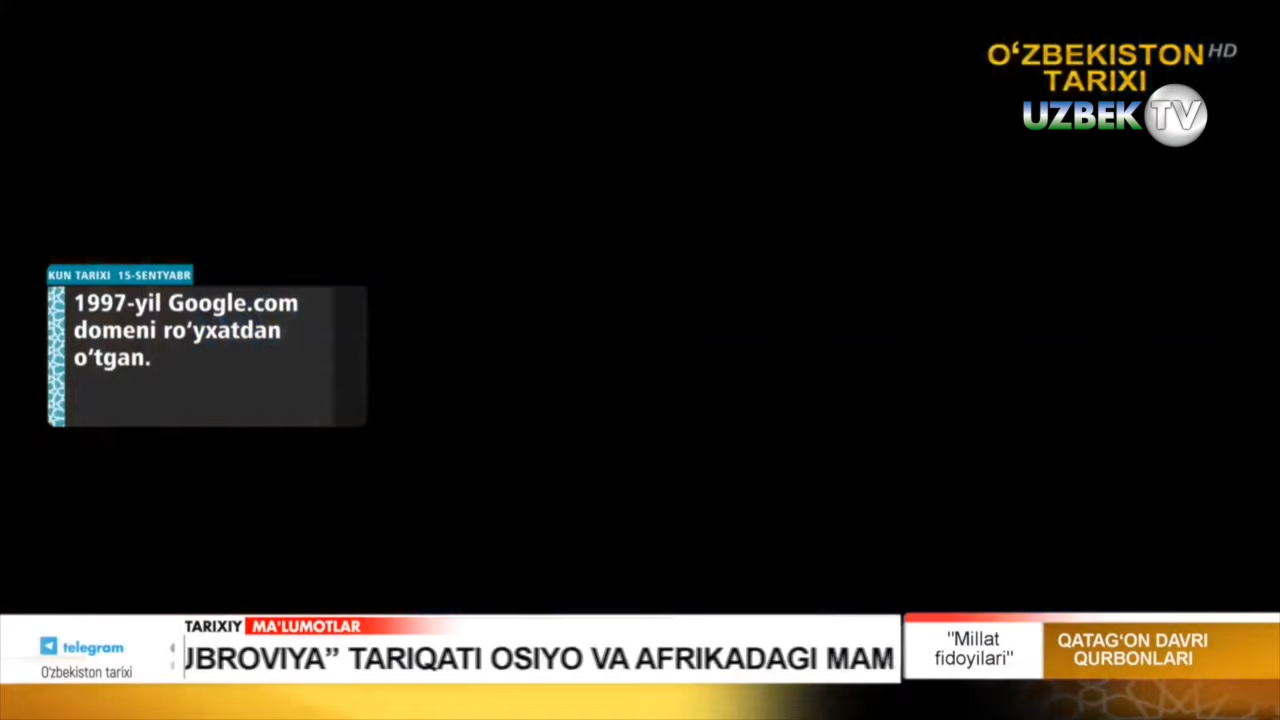 O‘ZBEKISTON HD
TARIXI
UZBEK TV
KUN TARIXI 15-SENTYABR
1997-yil Google.com
domeni ro‘yxatdan
o‘tgan.
TARIXIY MA'LUMOTLAR
telegram
O'zbekiston tarixi
UBROVIYA” TARIQATI OSIYO VA AFRIKADAGI MAM
"Millat
fidoyilari"
QATAG‘ON DAVRI
QURBONLARI